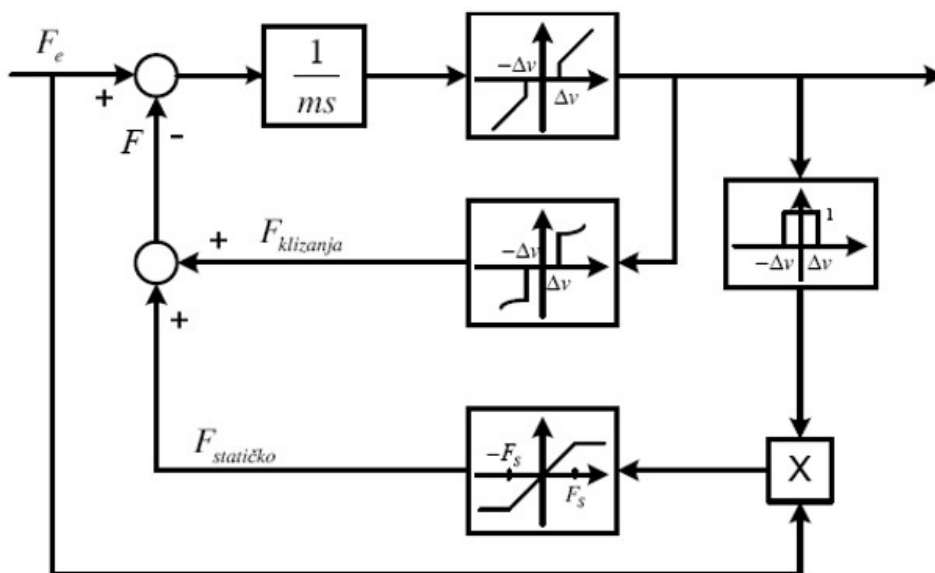 F_e
+
-
F
1
ms
−Δv
Δv
+
F_klizanja
−Δv
Δv
1
−Δv Δv
+
F_statičko
−F_s
F_s
X